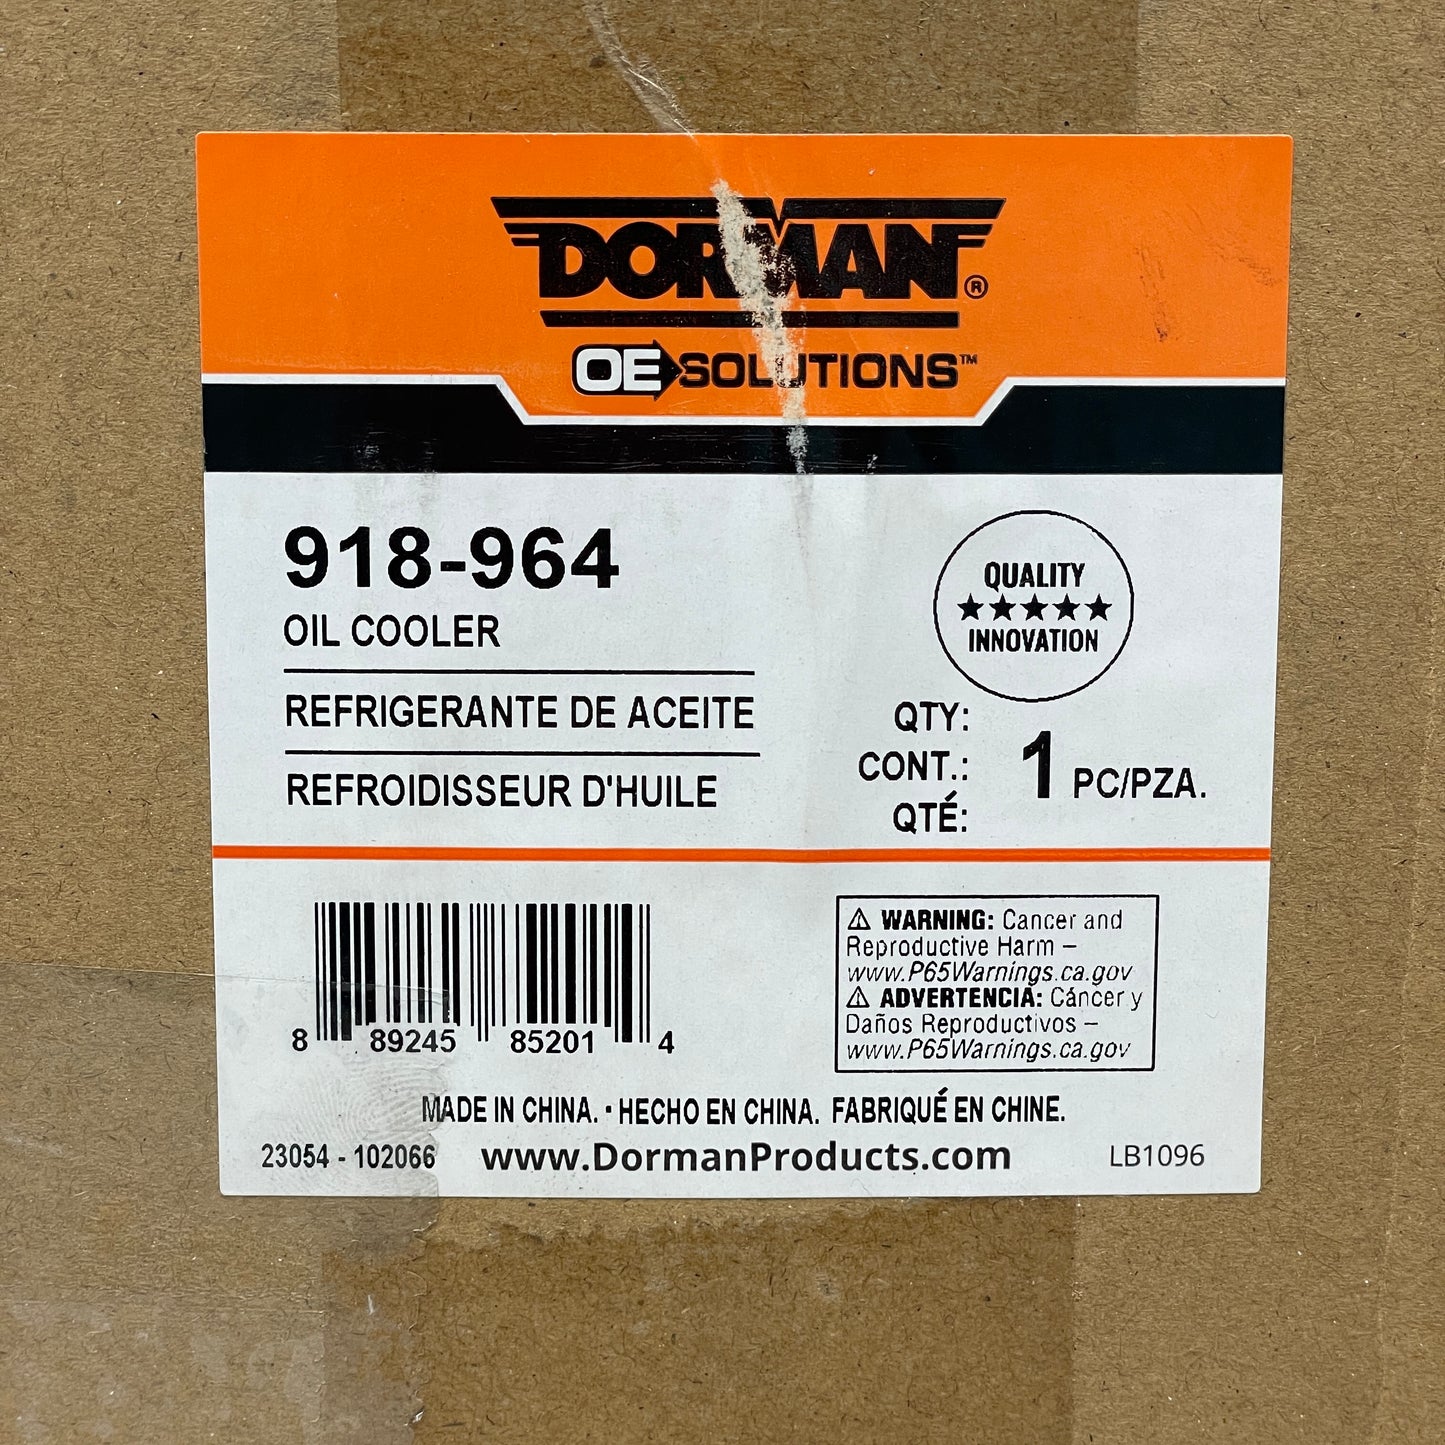 DORMAN®
OE SOLUTIONS™
918-964
OIL COOLER
REFRIGERANTE DE ACEITE
REFROIDISSEUR D'HUILE
QUALITY
★★★★★
INNOVATION
QTY:
CONT.:
QTÉ:
1 PC/PZA.
8 89245 85201 4
⚠ WARNING: Cancer and
Reproductive Harm –
www.P65Warnings.ca.gov
⚠ ADVERTENCIA: Cáncer y
Daños Reproductivos –
www.P65Warnings.ca.gov
MADE IN CHINA. · HECHO EN CHINA. FABRIQUÉ EN CHINE.
23054 - 102066 www.DormanProducts.com LB1096